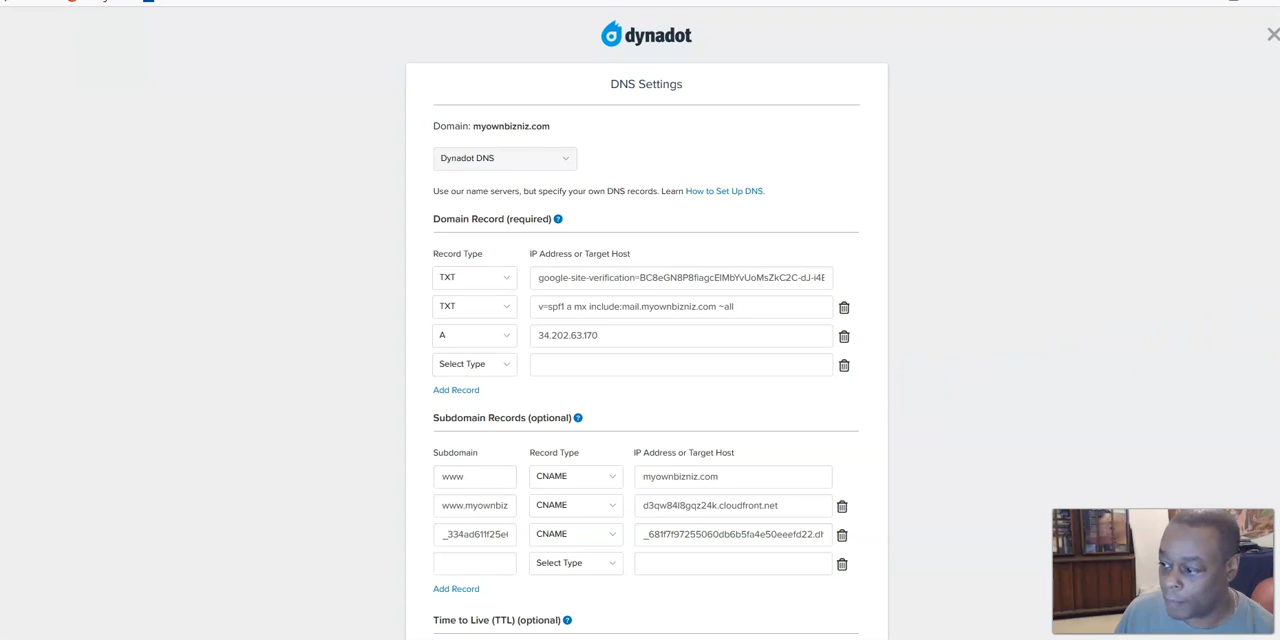 dynadot
DNS Settings
Domain: myownbizniz.com
Dynadot DNS
Use our name servers, but specify your own DNS records. Learn How to Set Up DNS.
Domain Record (required) ?
Record Type IP Address or Target Host
TXT google-site-verification=BC8eGN8P8fiagcElMbYvUoMsZkC2C-dJ-i4E
TXT v=spf1 a mx include:mail.myownbizniz.com ~all
A 34.202.63.170
Select Type
Add Record
Subdomain Records (optional) ?
Subdomain Record Type IP Address or Target Host
www CNAME myownbizniz.com
www.myownbiz CNAME d3qw84l8gqz24k.cloudfront.net
_334ad611f25e6 CNAME _681f7f97255060db6b5fa4e50eeefd22.dh
Select Type
Add Record
Time to Live (TTL) (optional) ?